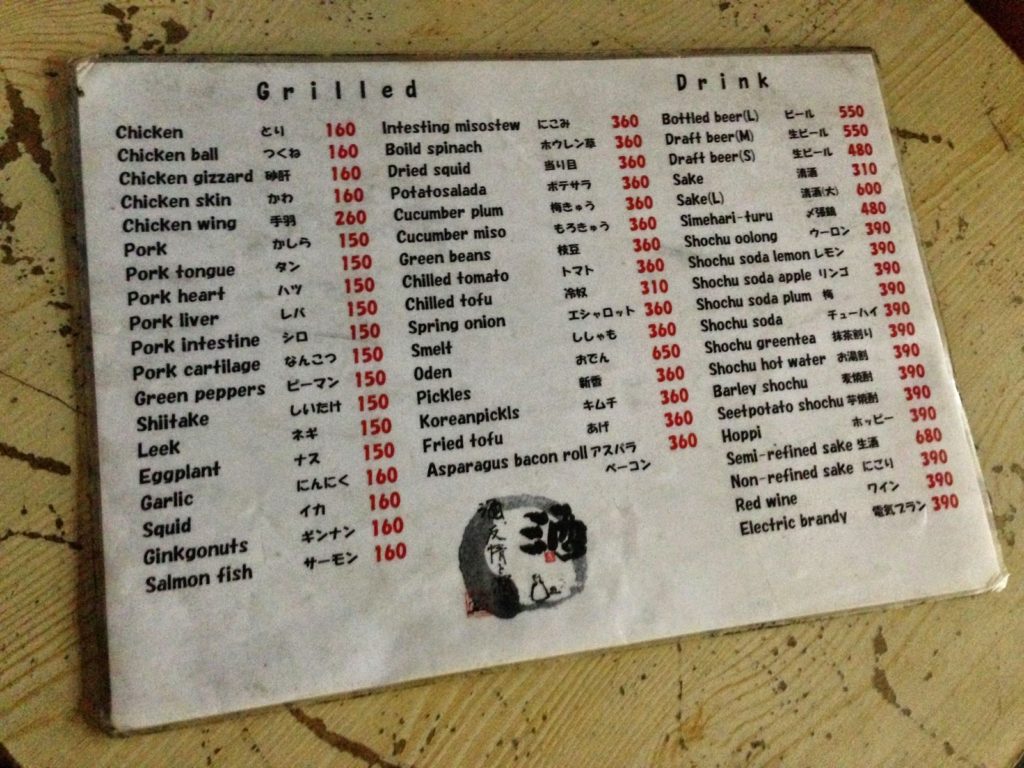 Grilled
Chicken とり 160
Chicken ball つくね 160
Chicken gizzard 砂肝 160
Chicken skin かわ 160
Chicken wing 手羽 260
Pork かしら 150
Pork tongue タン 150
Pork heart ハツ 150
Pork liver レバ 150
Pork intestine シロ 150
Pork cartilage なんこつ 150
Green peppers ピーマン 150
Shiitake しいたけ 150
Leek ネギ 150
Eggplant ナス 150
Garlic にんにく 160
Squid イカ 160
Ginkgonuts ギンナン 160
Salmon fish サーモン 160
Intesting misostew にこみ 360
Boild spinach ホウレン草 360
Dried squid 当り目 360
Potatosalada ポテサラ 360
Cucumber plum 梅きゅう 360
Cucumber miso もろきゅう 360
Green beans 枝豆 360
Chilled tomato トマト 360
Chilled tofu 冷奴 310
Spring onion エシャロット 360
Smelt ししゃも 360
Oden おでん 650
Pickles 新香 360
Koreanpickls キムチ 360
Fried tofu あげ 360
Asparagus bacon roll アスパラ 360
ベーコン
酒
Drink
Bottled beer(L) ビール 550
Draft beer(M) 生ビール 550
Draft beer(S) 生ビール 480
Sake 清酒 310
Sake(L) 清酒(大) 600
Simehari-turu 〆張鶴 480
Shochu oolong ウーロン 390
Shochu soda lemon レモン 390
Shochu soda apple リンゴ 390
Shochu soda plum 梅 390
Shochu soda チューハイ 390
Shochu greentea 抹茶割り 390
Shochu hot water お湯割 390
Barley shochu 麦焼酎 390
Seetpotato shochu 芋焼酎 390
Hoppi ホッピー 390
Semi-refined sake 生酒 680
Non-refined sake にごり 390
Red wine ワイン 390
Electric brandy 電気ブラン 390